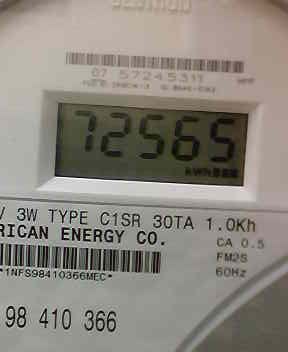 07 57245311
72565
kWh
V 3W TYPE C1SR 30TA 1.0Kh
RICAN ENERGY CO.
CA 0.5
FM2S
60Hz
*1NFS98410366MEC*
98 410 366